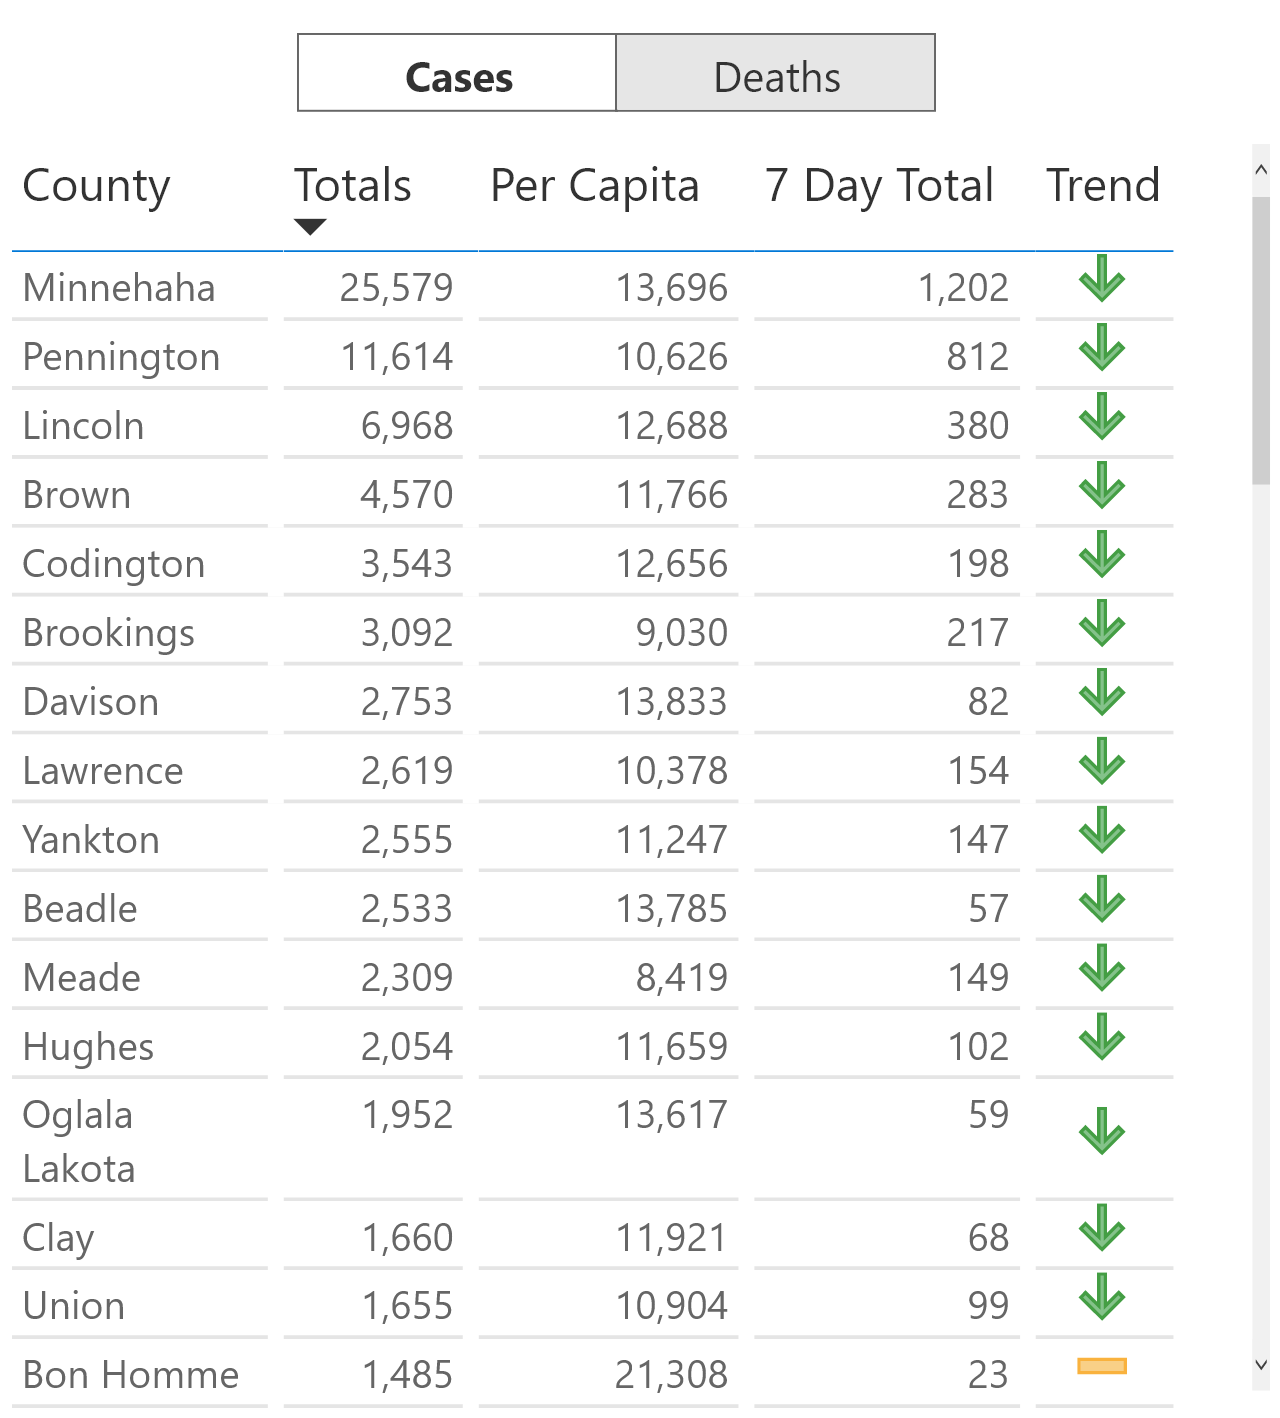 Cases Deaths
County Totals Per Capita 7 Day Total Trend
Minnehaha 25,579 13,696 1,202
Pennington 11,614 10,626 812
Lincoln 6,968 12,688 380
Brown 4,570 11,766 283
Codington 3,543 12,656 198
Brookings 3,092 9,030 217
Davison 2,753 13,833 82
Lawrence 2,619 10,378 154
Yankton 2,555 11,247 147
Beadle 2,533 13,785 57
Meade 2,309 8,419 149
Hughes 2,054 11,659 102
Oglala 1,952 13,617 59
Lakota
Clay 1,660 11,921 68
Union 1,655 10,904 99
Bon Homme 1,485 21,308 23